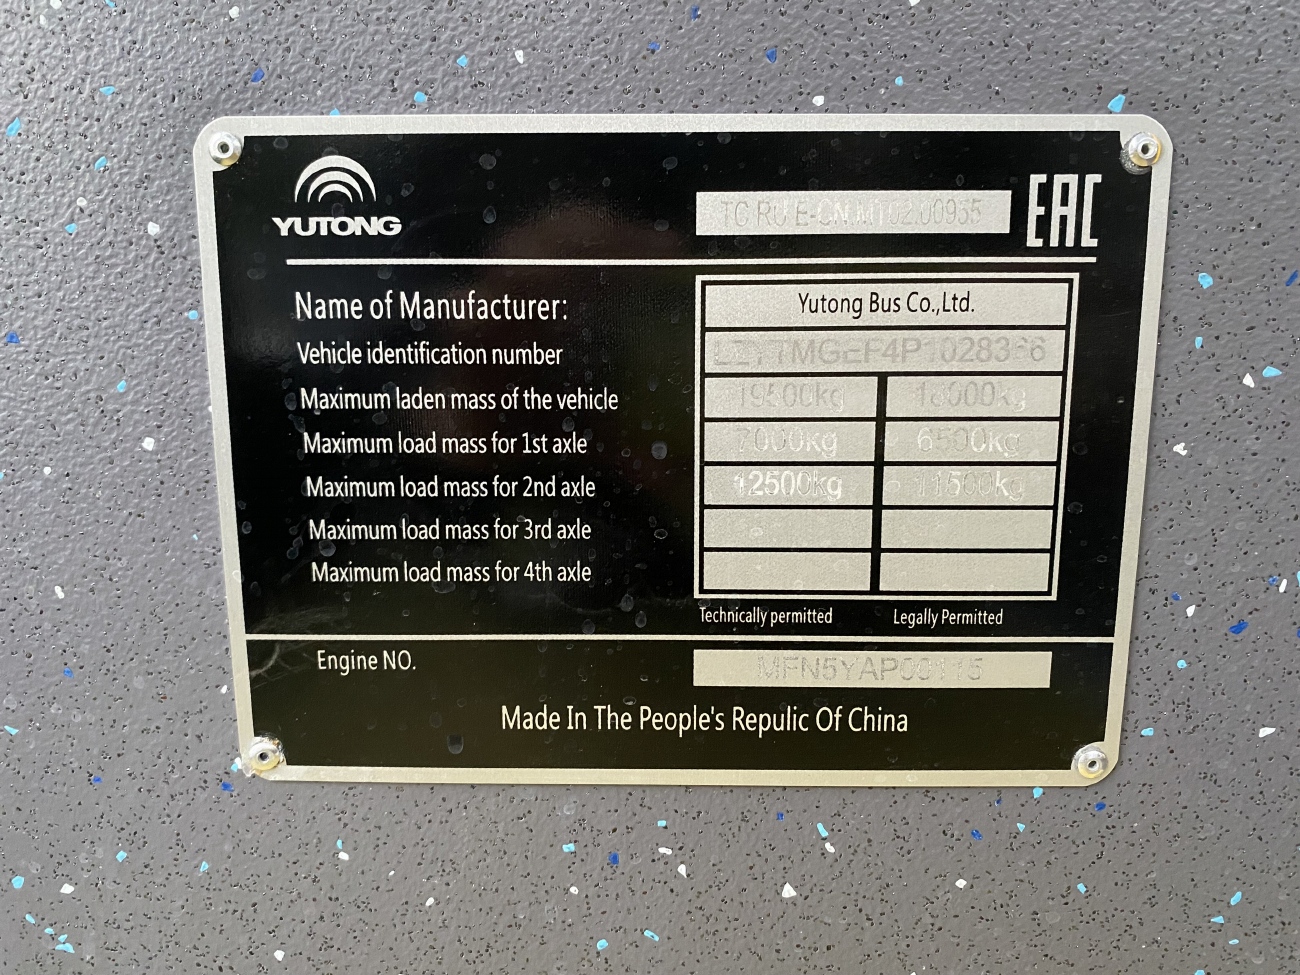 YUTONG
TC RU E-CN.MT02.00935
EAC
Name of Manufacturer: Yutong Bus Co.,Ltd.
Vehicle identification number
Maximum laden mass of the vehicle 19500kg 18000kg
Maximum load mass for 1st axle 7000kg 6500kg
Maximum load mass for 2nd axle 12500kg 11500kg
Maximum load mass for 3rd axle
Maximum load mass for 4th axle
Technically permitted Legally Permitted
Engine NO. MFN5YAP00115
Made In The People's Repulic Of China